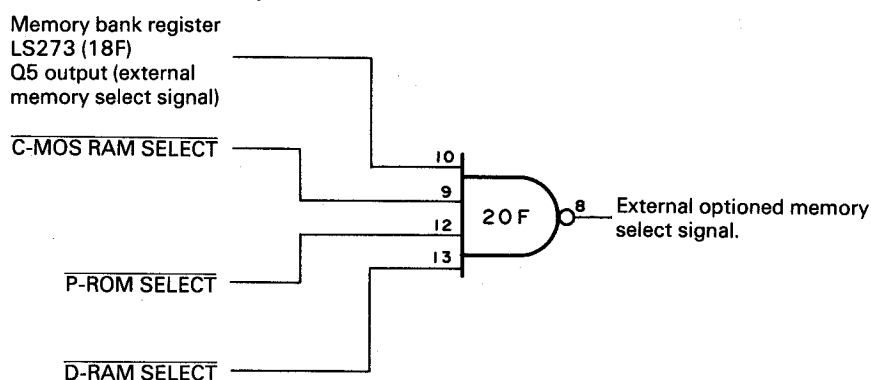 Memory bank register
LS273 (18F)
Q5 output (external
memory select signal)
C-MOS RAM SELECT
10
9
12
13
20F
8
External optioned memory
select signal.
P-ROM SELECT
D-RAM SELECT